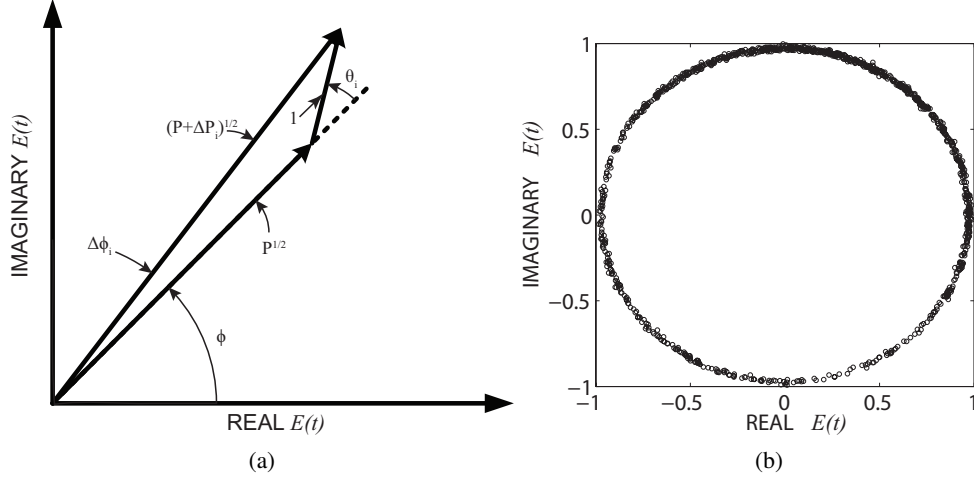 IMAGINARY E(t)
(P+ΔP_i)^{1/2}
1
θ_i
Δϕ_i
P^{1/2}
ϕ
REAL E(t)
(a)
IMAGINARY E(t)
1
0.5
0
−0.5
−1
−1
−0.5
0
0.5
1
REAL E(t)
(b)